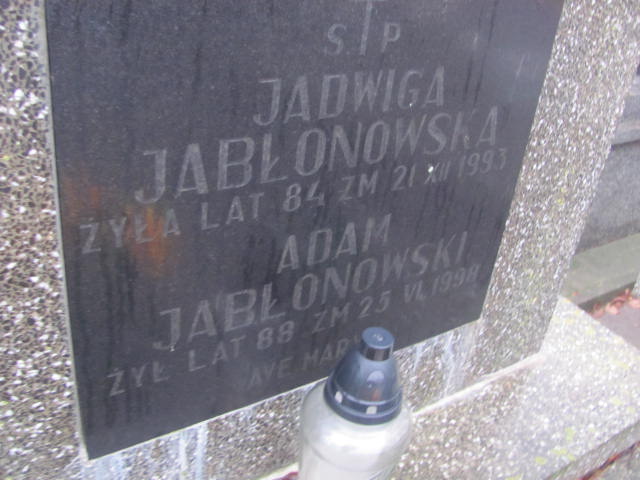 Ś P
JADWIGA
JABŁONOWSKA
ŻYŁA LAT 84 ZM 21 XII 1993
ADAM
JABŁONOWSKI
ŻYŁ LAT 88 ZM 25 VI 1998
AVE MAR